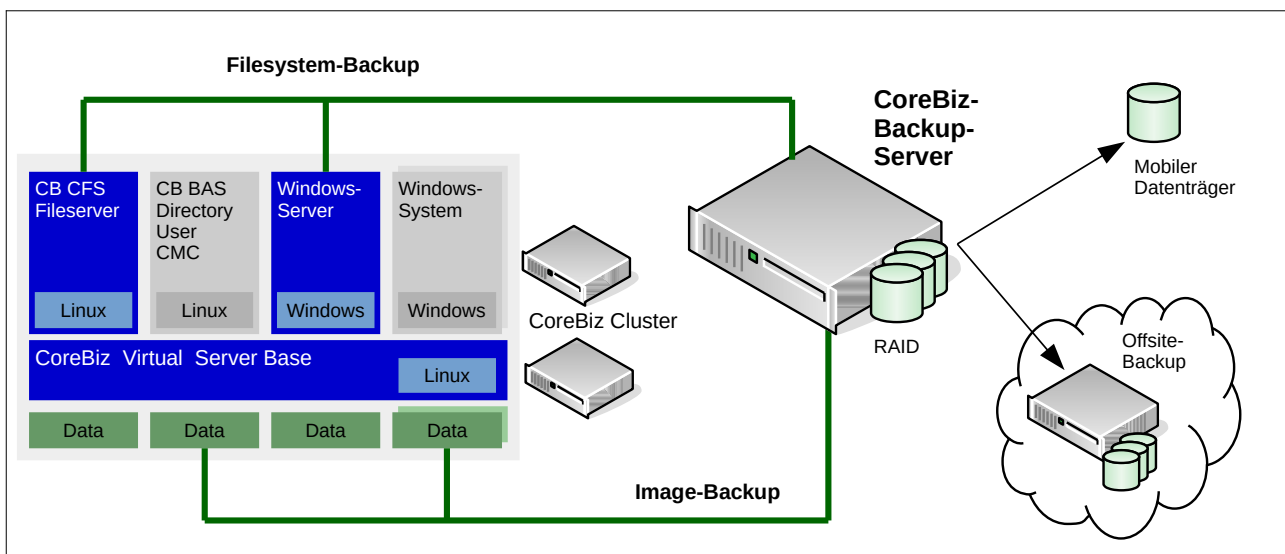 Filesystem-Backup
CoreBiz-
Backup-
Server
Mobiler
Datenträger
CB CFS
Fileserver
Linux
CB BAS
Directory
User
CMC
Linux
Windows-
Server
Windows
Windows-
System
Windows
CoreBiz Cluster
RAID
Offsite-
Backup
CoreBiz Virtual Server Base
Linux
Data
Data
Data
Data
Image-Backup